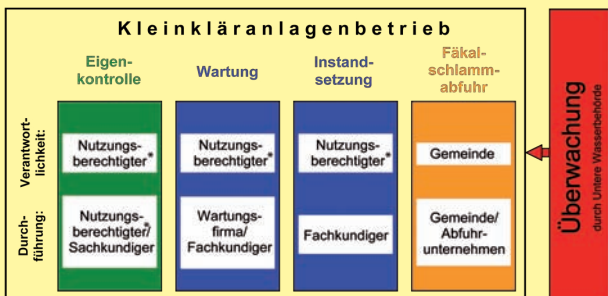 Kleinkläranlagenbetrieb
Eigen-
kontrolle
Wartung
Instand-
setzung
Fäkal-
schlamm-
abfuhr
Verantwort-
lichkeit:
Nutzungs-
berechtigter*
Nutzungs-
berechtigter*
Nutzungs-
berechtigter*
Gemeinde
Durch-
führung:
Nutzungs-
berechtigter*/
Sachkundiger
Wartungs-
firma/
Fachkundiger
Fachkundiger
Gemeinde/
Abfuhr-
unternehmen
Überwachung
durch Untere Wasserbehörde